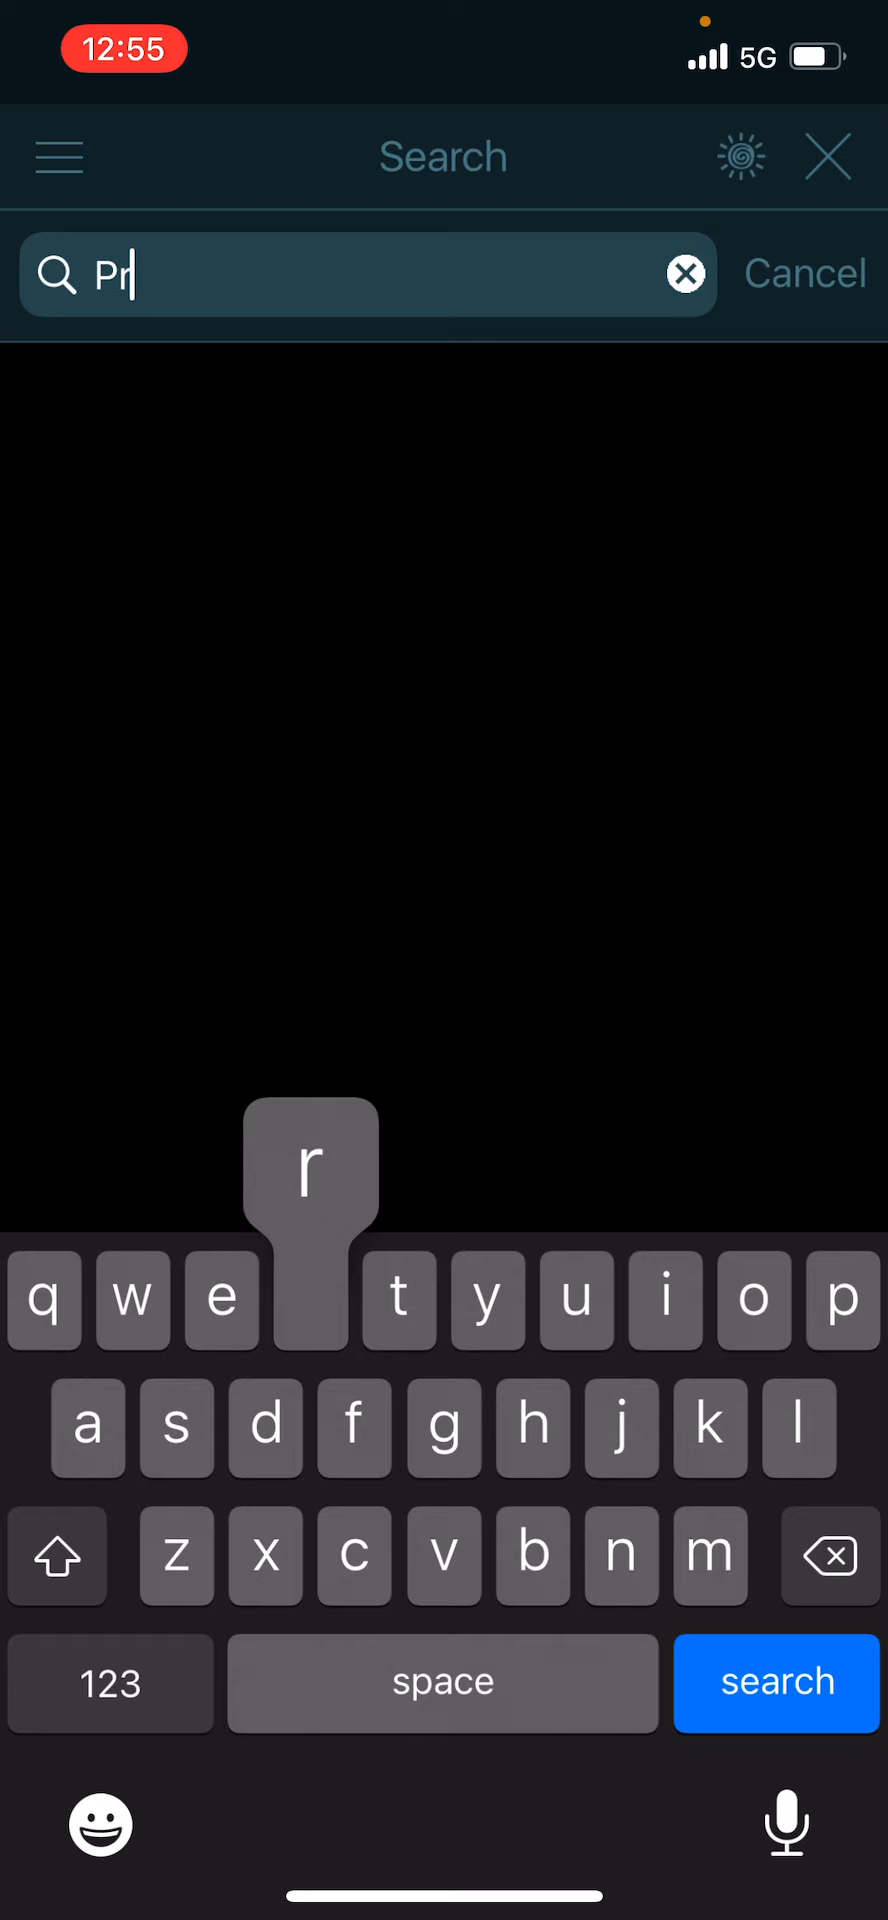 12:55
5G
Search
Pr
Cancel
r
q w e t y u i o p
a s d f g h j k l
z x c v b n m
123 space search